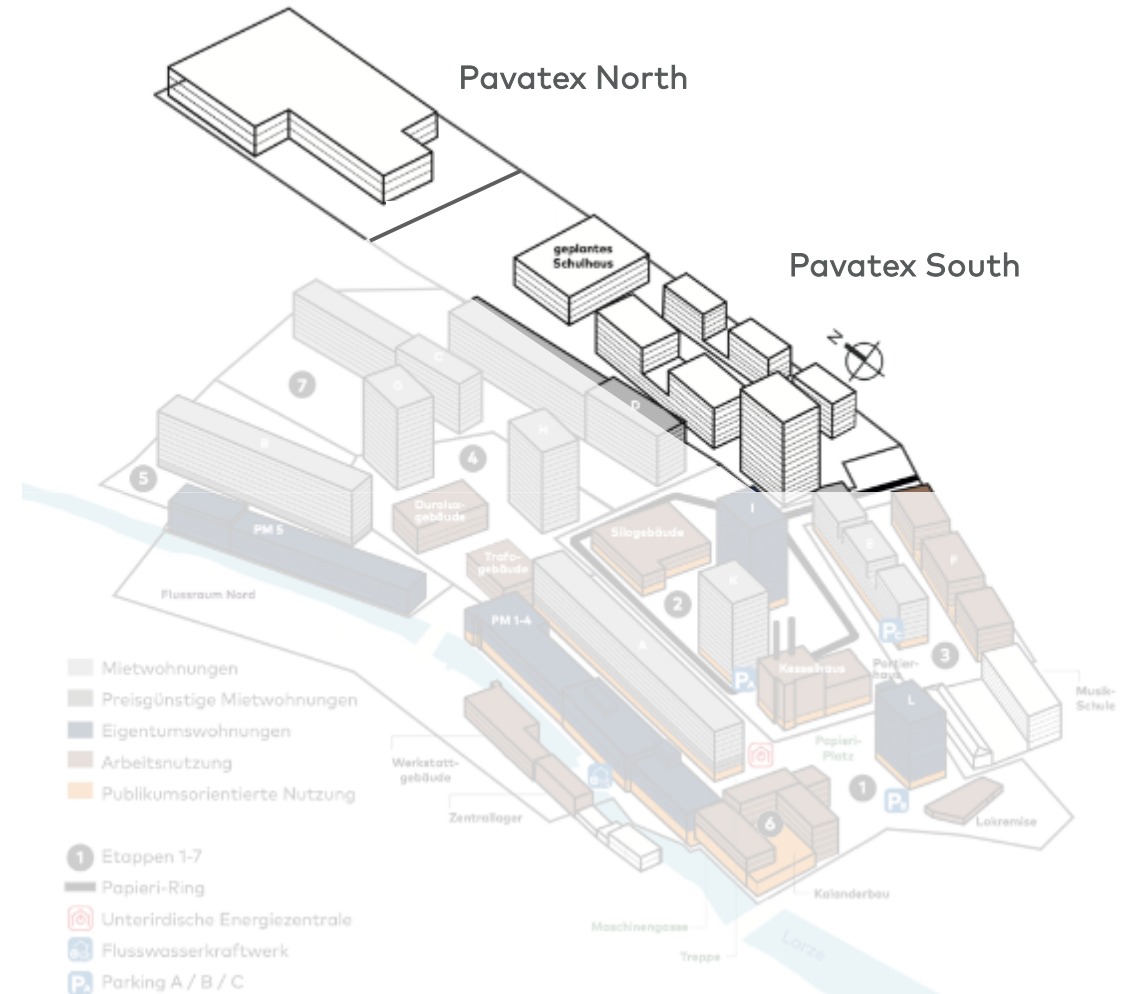 Pavatex North
geplantes
Schulhaus
Pavatex South
N
C
7
G
D
B
H
4
5
Duralux-
gebäude
PM 5
I
Silogebäude
E
Trafo-
gebäude
F
K
Flussraum Nord
2
PM 1-4
P
A
Kesselhaus
Portier-
haus
3
Mietwohnungen
P
L
Musik-
Schule
Preisgünstige Mietwohnungen
Eigentumswohnungen
Arbeitsnutzung
Publikumsorientierte Nutzung
Papieri-
Platz
Werkstatt-
gebäude
1
P
Zentrallager
6
Lokremise
1 Etappen 1-7
Papieri-Ring
Kalanderbau
Unterirdische Energiezentrale
Maschinengasse
Flusswasserkraftwerk
Treppe
Lorze
P Parking A / B / C